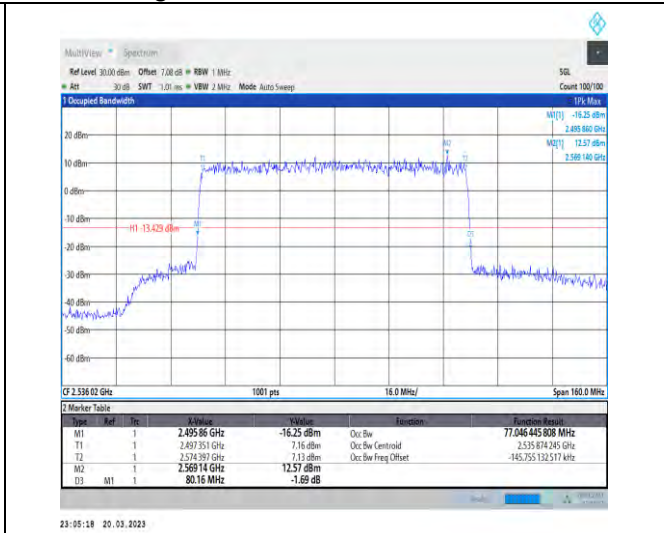 MultiView Spectrum
Ref Level 30.00 dBm Offset 7.08 dB RBW 1 MHz SGL
Att 30 dB SWT 1.01 ms VBW 2 MHz Mode Auto Sweep Count 100/100
1 Occupied Bandwidth 1Pk Max
M1[1] -16.25 dBm
2.495 860 GHz
M2[1] 12.57 dBm
2.569 140 GHz
20 dBm
M2
10 dBm
T1
0 dBm
-10 dBm
H1 -13.429 dBm
M1
D3
-20 dBm
-30 dBm
-40 dBm
-50 dBm
-60 dBm
CF 2.536 02 GHz 1001 pts 16.0 MHz/ Span 160.0 MHz
2 Marker Table
Type Ref Trc X-Value Y-Value Function Function Result
M1 1 2.495 86 GHz -16.25 dBm Occ Bw 77.046 445 808 MHz
T1 1 2.497 351 GHz 7.16 dBm Occ Bw Centroid 2.535 874 245 GHz
T2 1 2.574 397 GHz 7.13 dBm Occ Bw Freq Offset -145.755 132 517 kHz
M2 1 2.569 14 GHz 12.57 dBm
D3 M1 1 80.16 MHz -1.69 dB
23:05:18 20.03.2023